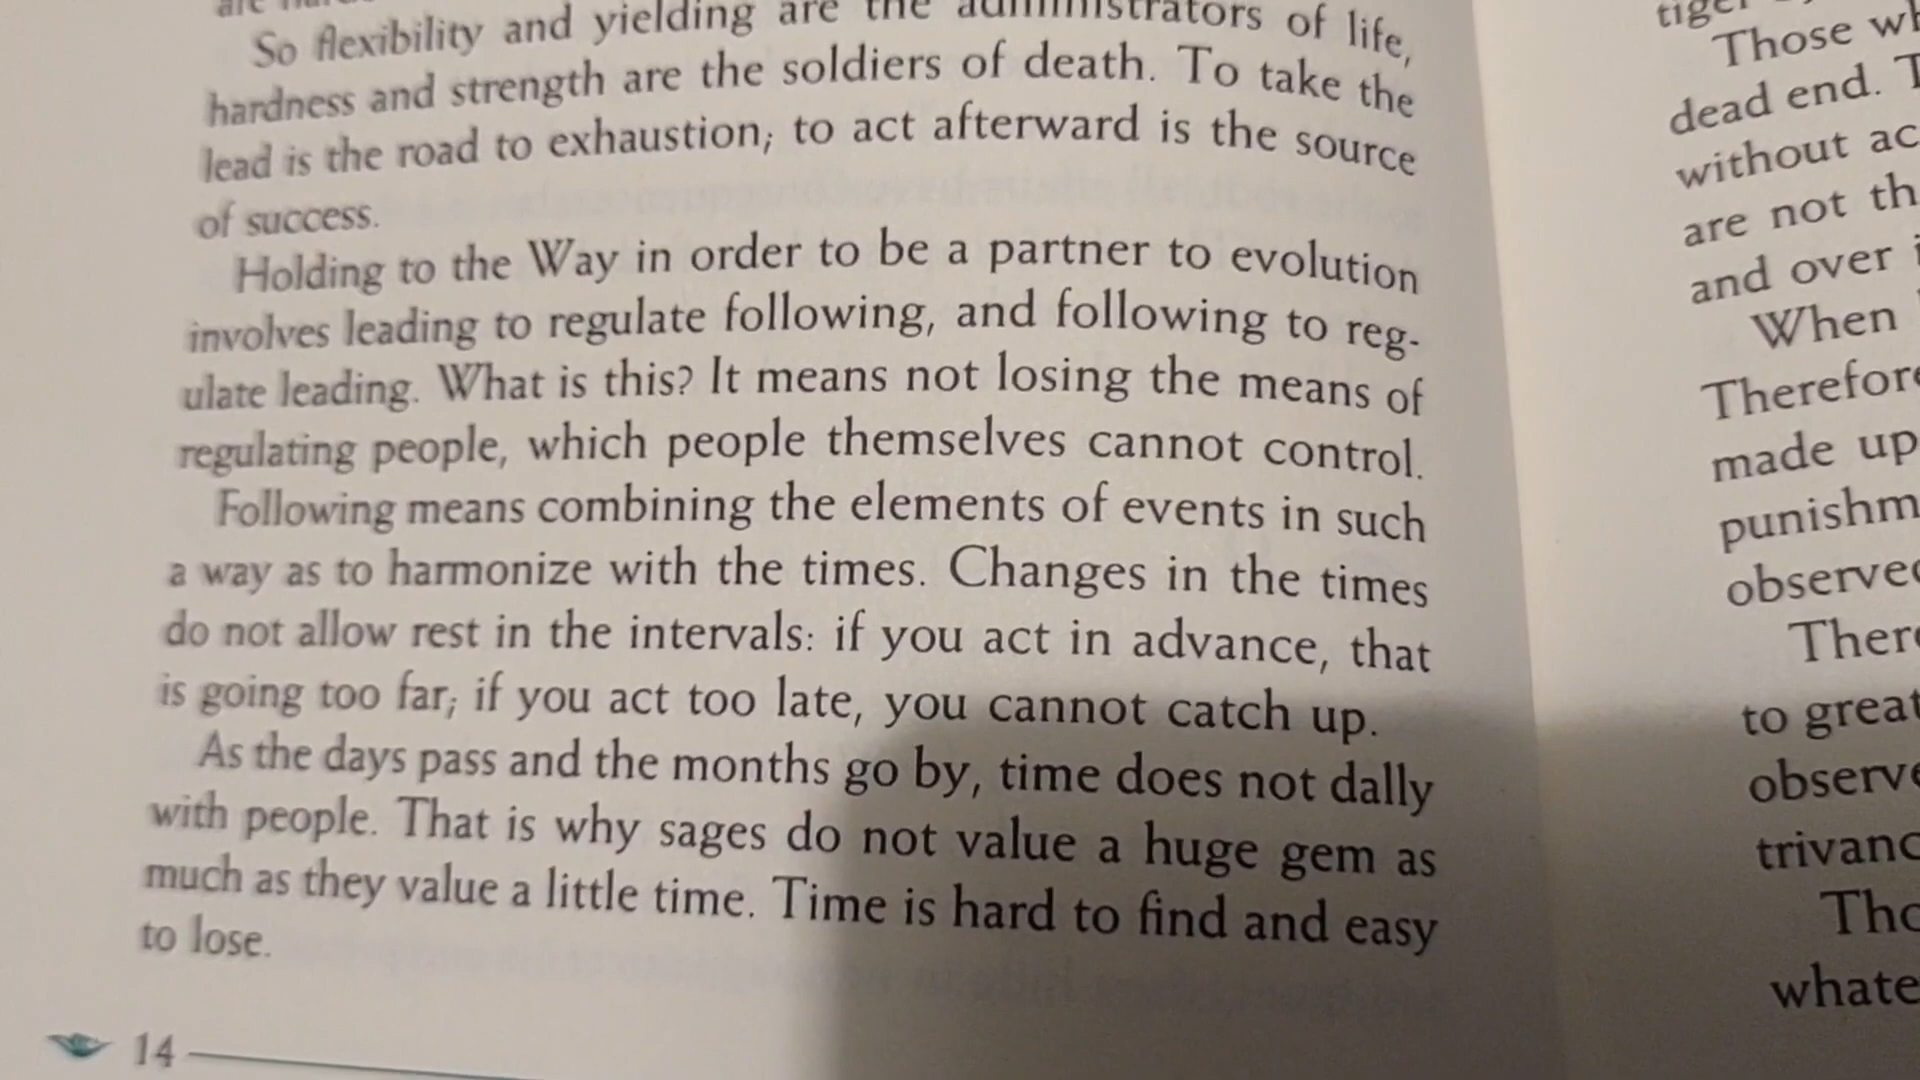 So flexibility and yielding are the administrators of life,
hardness and strength are the soldiers of death. To take the
lead is the road to exhaustion; to act afterward is the source
of success.
Holding to the Way in order to be a partner to evolution
involves leading to regulate following, and following to reg-
ulate leading. What is this? It means not losing the means of
regulating people, which people themselves cannot control.
Following means combining the elements of events in such
a way as to harmonize with the times. Changes in the times
do not allow rest in the intervals: if you act in advance, that
is going too far; if you act too late, you cannot catch up.
As the days pass and the months go by, time does not dally
with people. That is why sages do not value a huge gem as
much as they value a little time. Time is hard to find and easy
to lose.
14
Those
dead end.
without
are not
and over
When
made up
to great